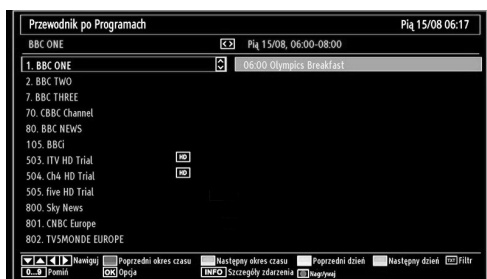 Przewodnik po Programach Pią 15/08 06:17
BBC ONE Pią 15/08, 06:00-08:00
1. BBC ONE 06:00 Olympics Breakfast
2. BBC TWO
7. BBC THREE
70. CBBC Channel
80. BBC NEWS
105. BBCi
503. ITV HD Trial HD
504. Ch4 HD Trial HD
505. five HD Trial
800. Sky News
801. CNBC Europe
802. TV5MONDE EUROPE
Nawiguj Poprzedni okres czasu Następny okres czasu Poprzedni dzień Następny dzień TXT Filtr
0...9 Pomiń OK Opcja INFO Szczegóły zdarzenia Nagrywaj